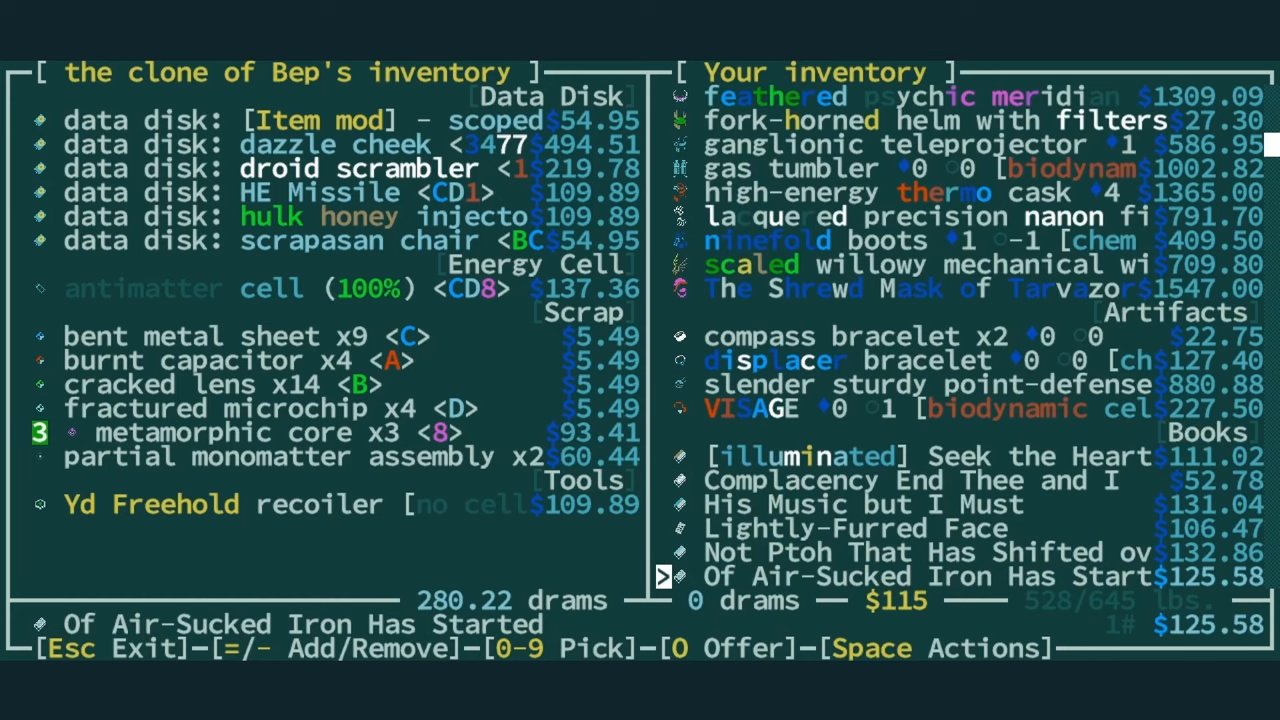 [ the clone of Bep's inventory ]
[Data Disk]
data disk: [Item mod] - scoped $54.95
data disk: dazzle cheek <3477 $494.51
data disk: droid scrambler <1 $219.78
data disk: HE Missile <CD1> $109.89
data disk: hulk honey injecto $109.89
data disk: scrapasan chair <BC $54.95
[Energy Cell]
antimatter cell (100%) <CD8> $137.36
[Scrap]
bent metal sheet x9 <C> $5.49
burnt capacitor x4 <A> $5.49
cracked lens x14 <B> $5.49
fractured microchip x4 <D> $5.49
3 metamorphic core x3 <8> $93.41
partial monomatter assembly x2 $60.44
[Tools]
Yd Freehold recoiler [no cell $109.89
280.22 drams
[ Your inventory ]
feathered psychic meridian $1309.09
fork-horned helm with filters $27.30
ganglionic teleprojector ♦1 $586.95
gas tumbler ♦0 ○0 [biodynam $1002.82
high-energy thermo cask ♦4 $1365.00
lacquered precision nanon fi $791.70
ninefold boots ♦1 ○-1 [chem $409.50
scaled willowy mechanical wi $709.80
The Shrewd Mask of Tarvazor $1547.00
[Artifacts]
compass bracelet x2 ♦0 ○0 $22.75
displacer bracelet ♦0 ○0 [ch $127.40
slender sturdy point-defense $880.88
VISAGE ♦0 ○1 [biodynamic cel $227.50
[Books]
[illuminated] Seek the Heart $111.02
Complacency End Thee and I $52.78
His Music but I Must $131.04
Lightly-Furred Face $106.47
Not Ptoh That Has Shifted ov $132.86
> Of Air-Sucked Iron Has Start $125.58
0 drams — $115 528/645 lbs.
Of Air-Sucked Iron Has Started 1# $125.58
[Esc Exit]—[=/- Add/Remove]—[0-9 Pick]—[O Offer]—[Space Actions]